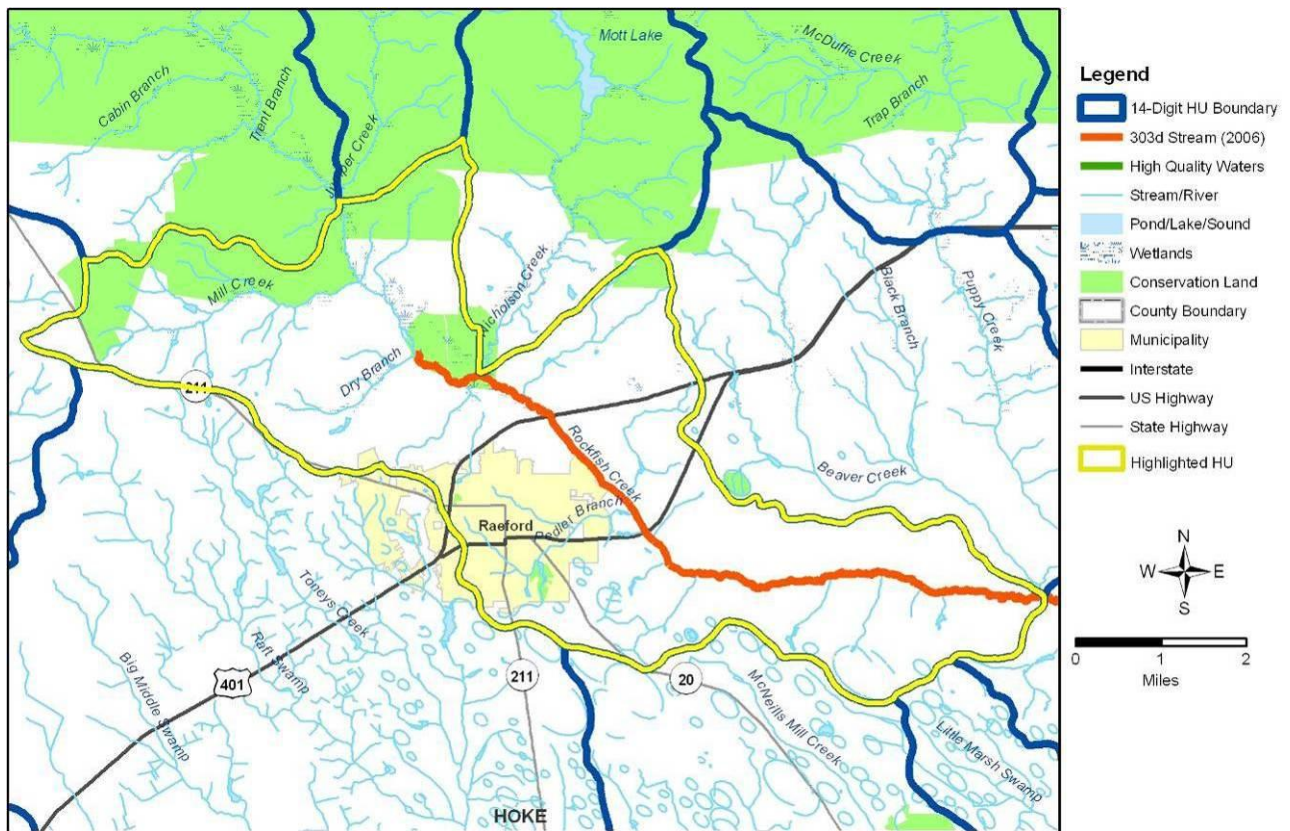 Mott Lake
McDuffie Creek
Cabin Branch
Trent Branch
Trap Branch
Juniper Creek
Mill Creek
Nicholson Creek
Black Branch
Puppy Creek
Dry Branch
211
Rockfish Creek
Beaver Creek
Raeford
Pedler Branch
Toneys Creek
Raft Swamp
Big Middle Swamp
401
211
20
McNeills Mill Creek
Little Marsh Swamp
HOKE
Legend
14-Digit HU Boundary
303d Stream (2006)
High Quality Waters
Stream/River
Pond/Lake/Sound
Wetlands
Conservation Land
County Boundary
Municipality
Interstate
US Highway
State Highway
Highlighted HU
N
W E
S
0 1 2
Miles